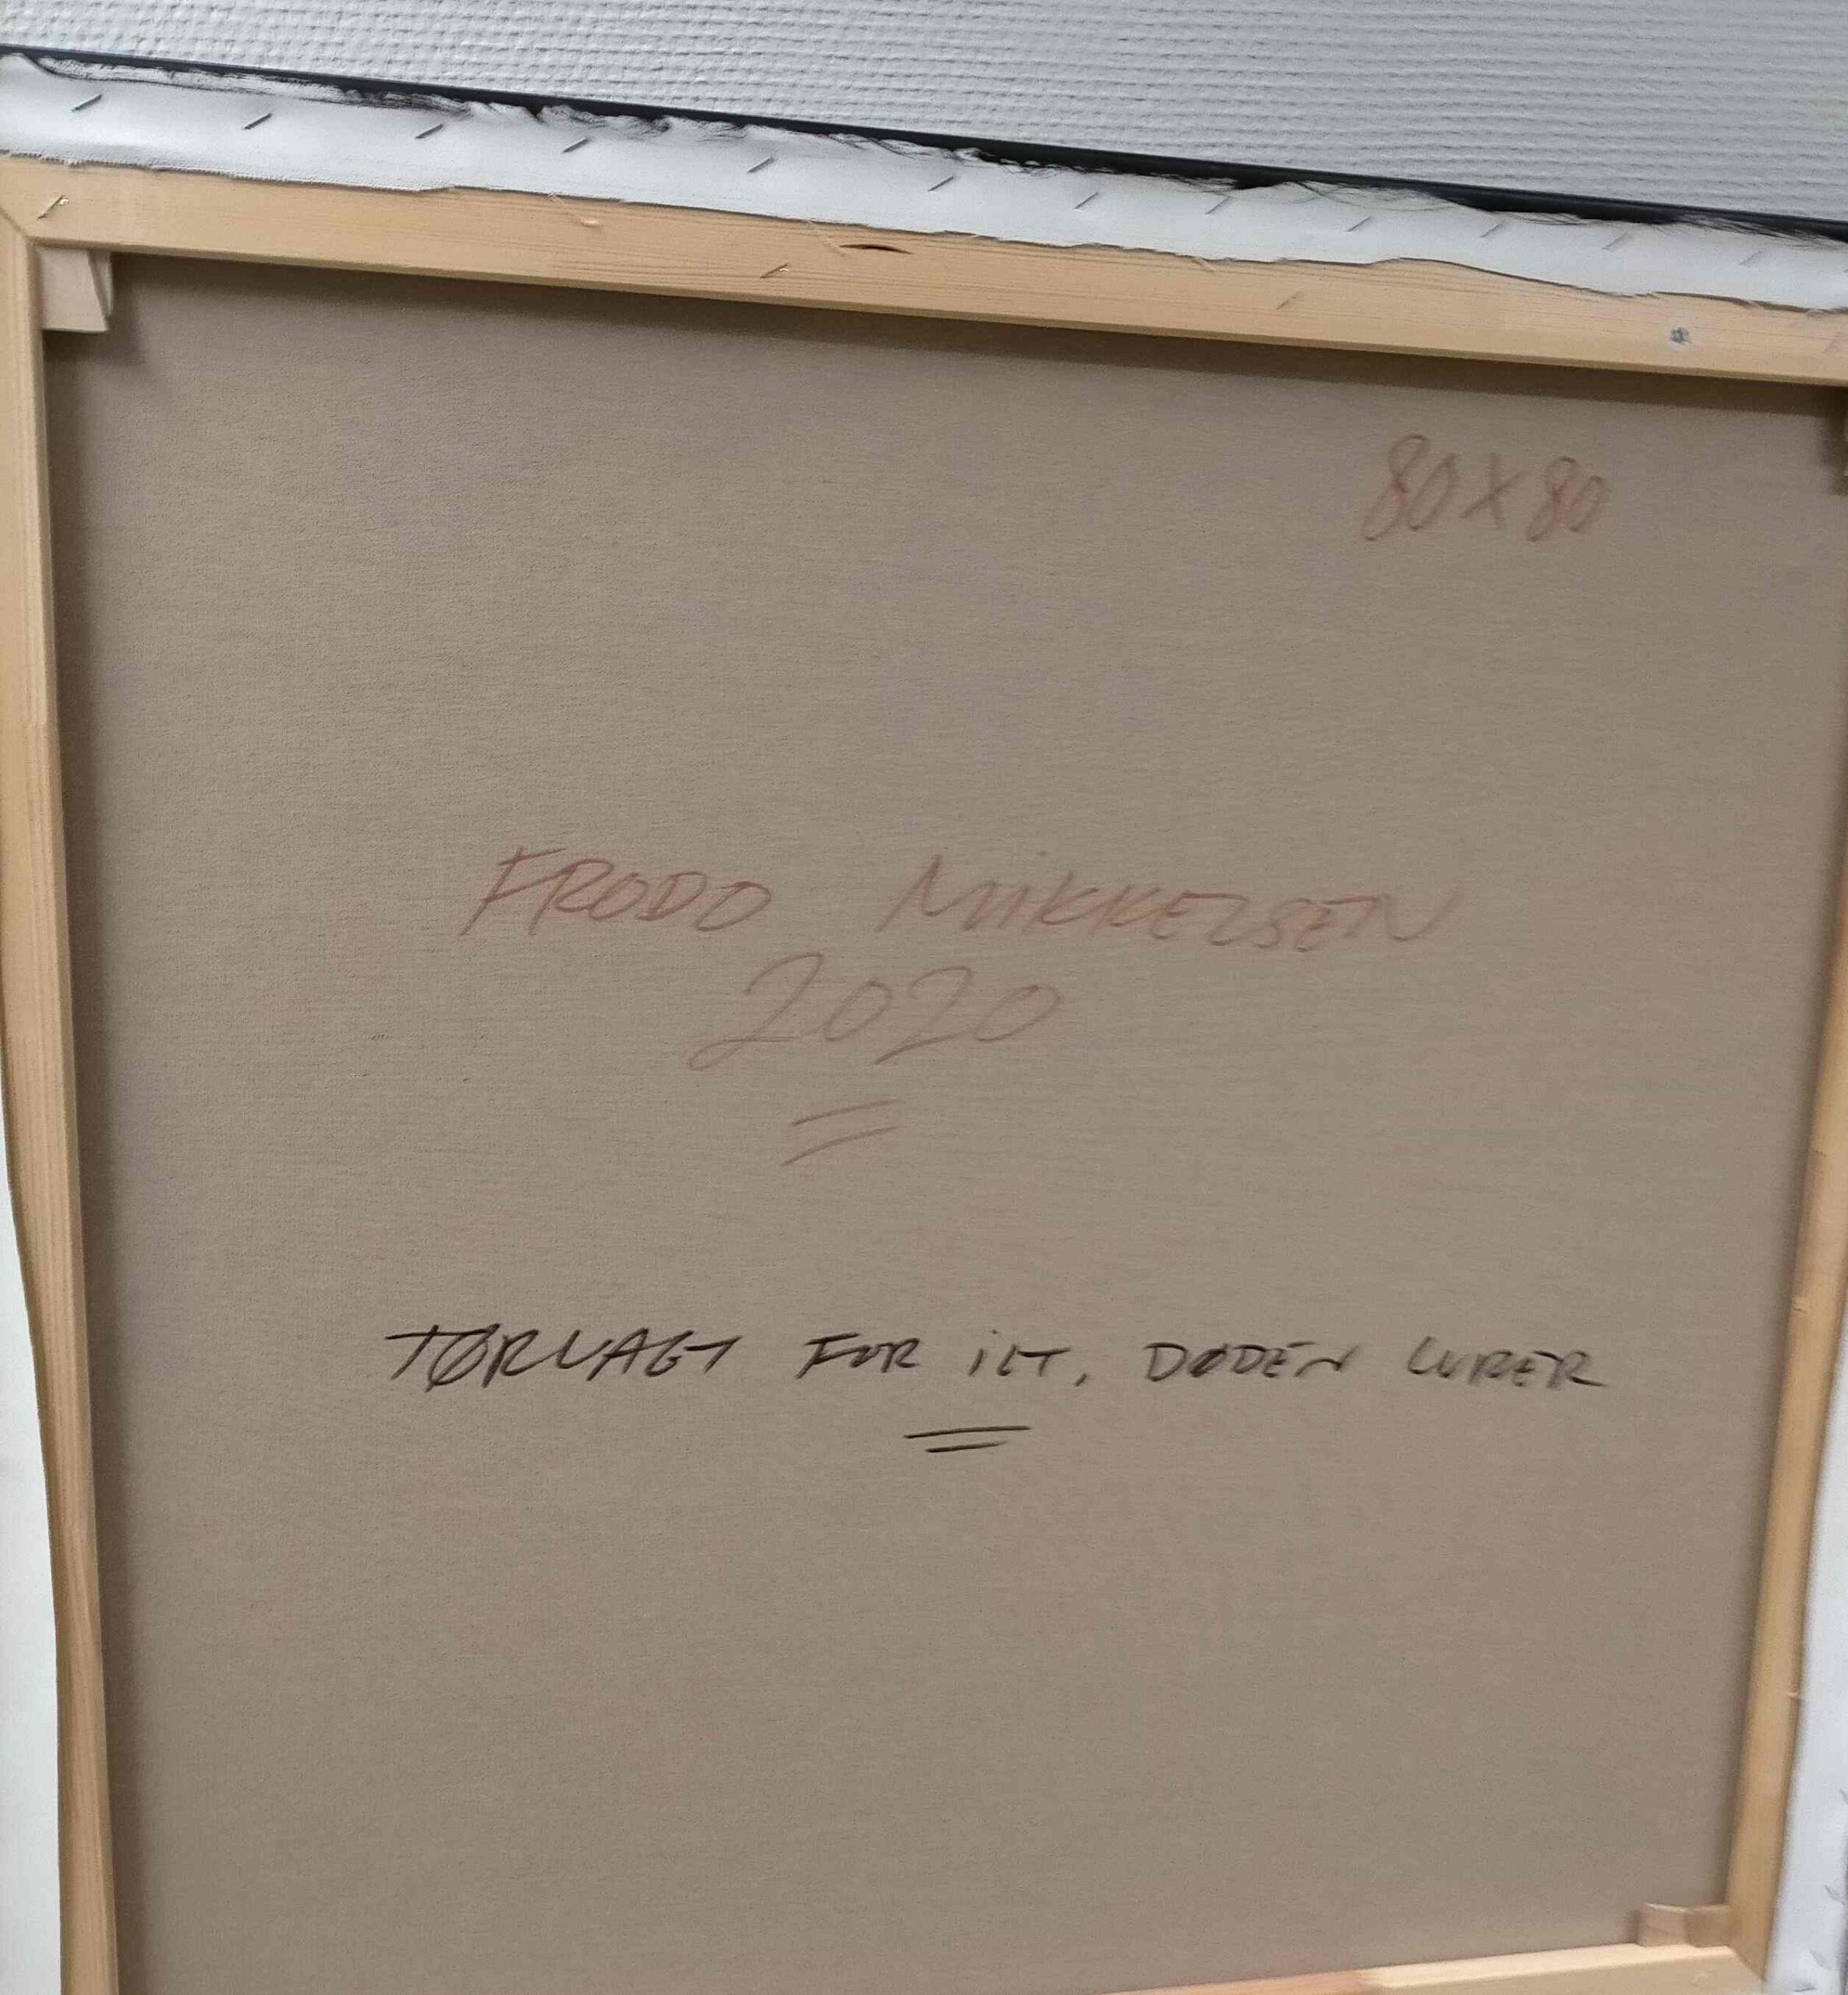 80X80
FRODO MIKKELSEN
2020
TØRLAGT FOR iLT, DØDEN LURER